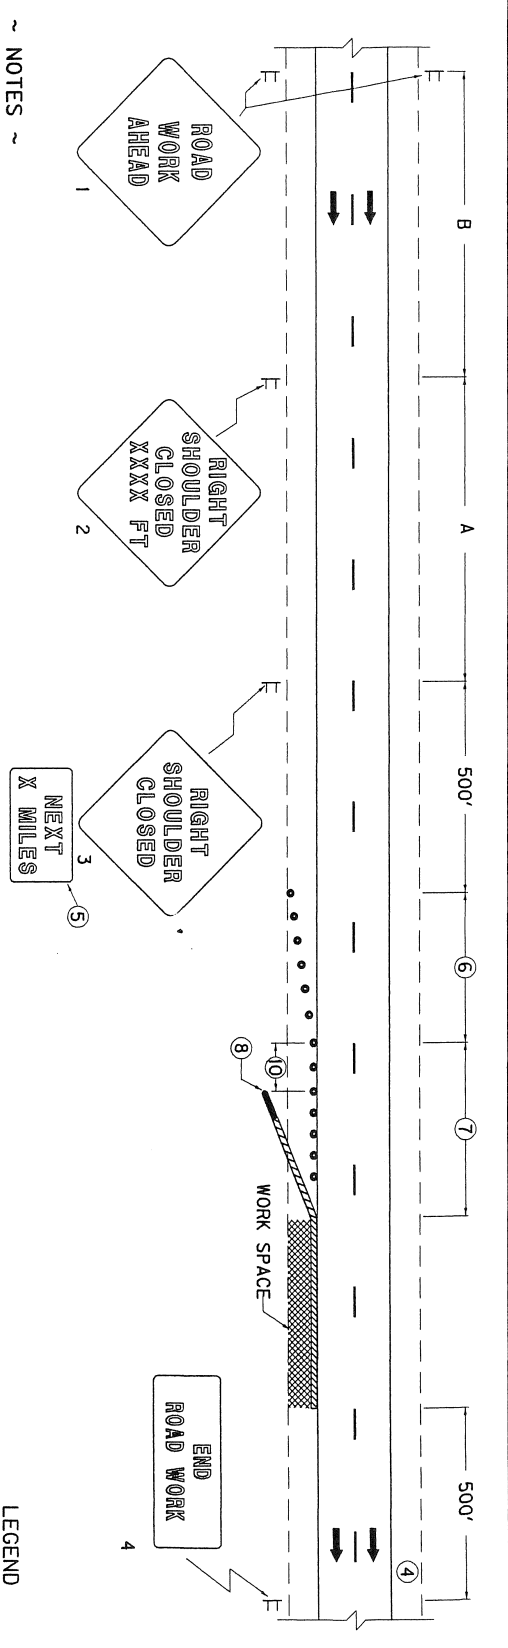 B
A
500'
6
7
500'
4
10
8
WORK SPACE
ROAD
WORK
AHEAD
1
RIGHT
SHOULDER
CLOSED
XXXX FT
2
RIGHT
SHOULDER
CLOSED
3
NEXT
X MILES
5
END
ROAD WORK
4
~ NOTES ~
LEGEND